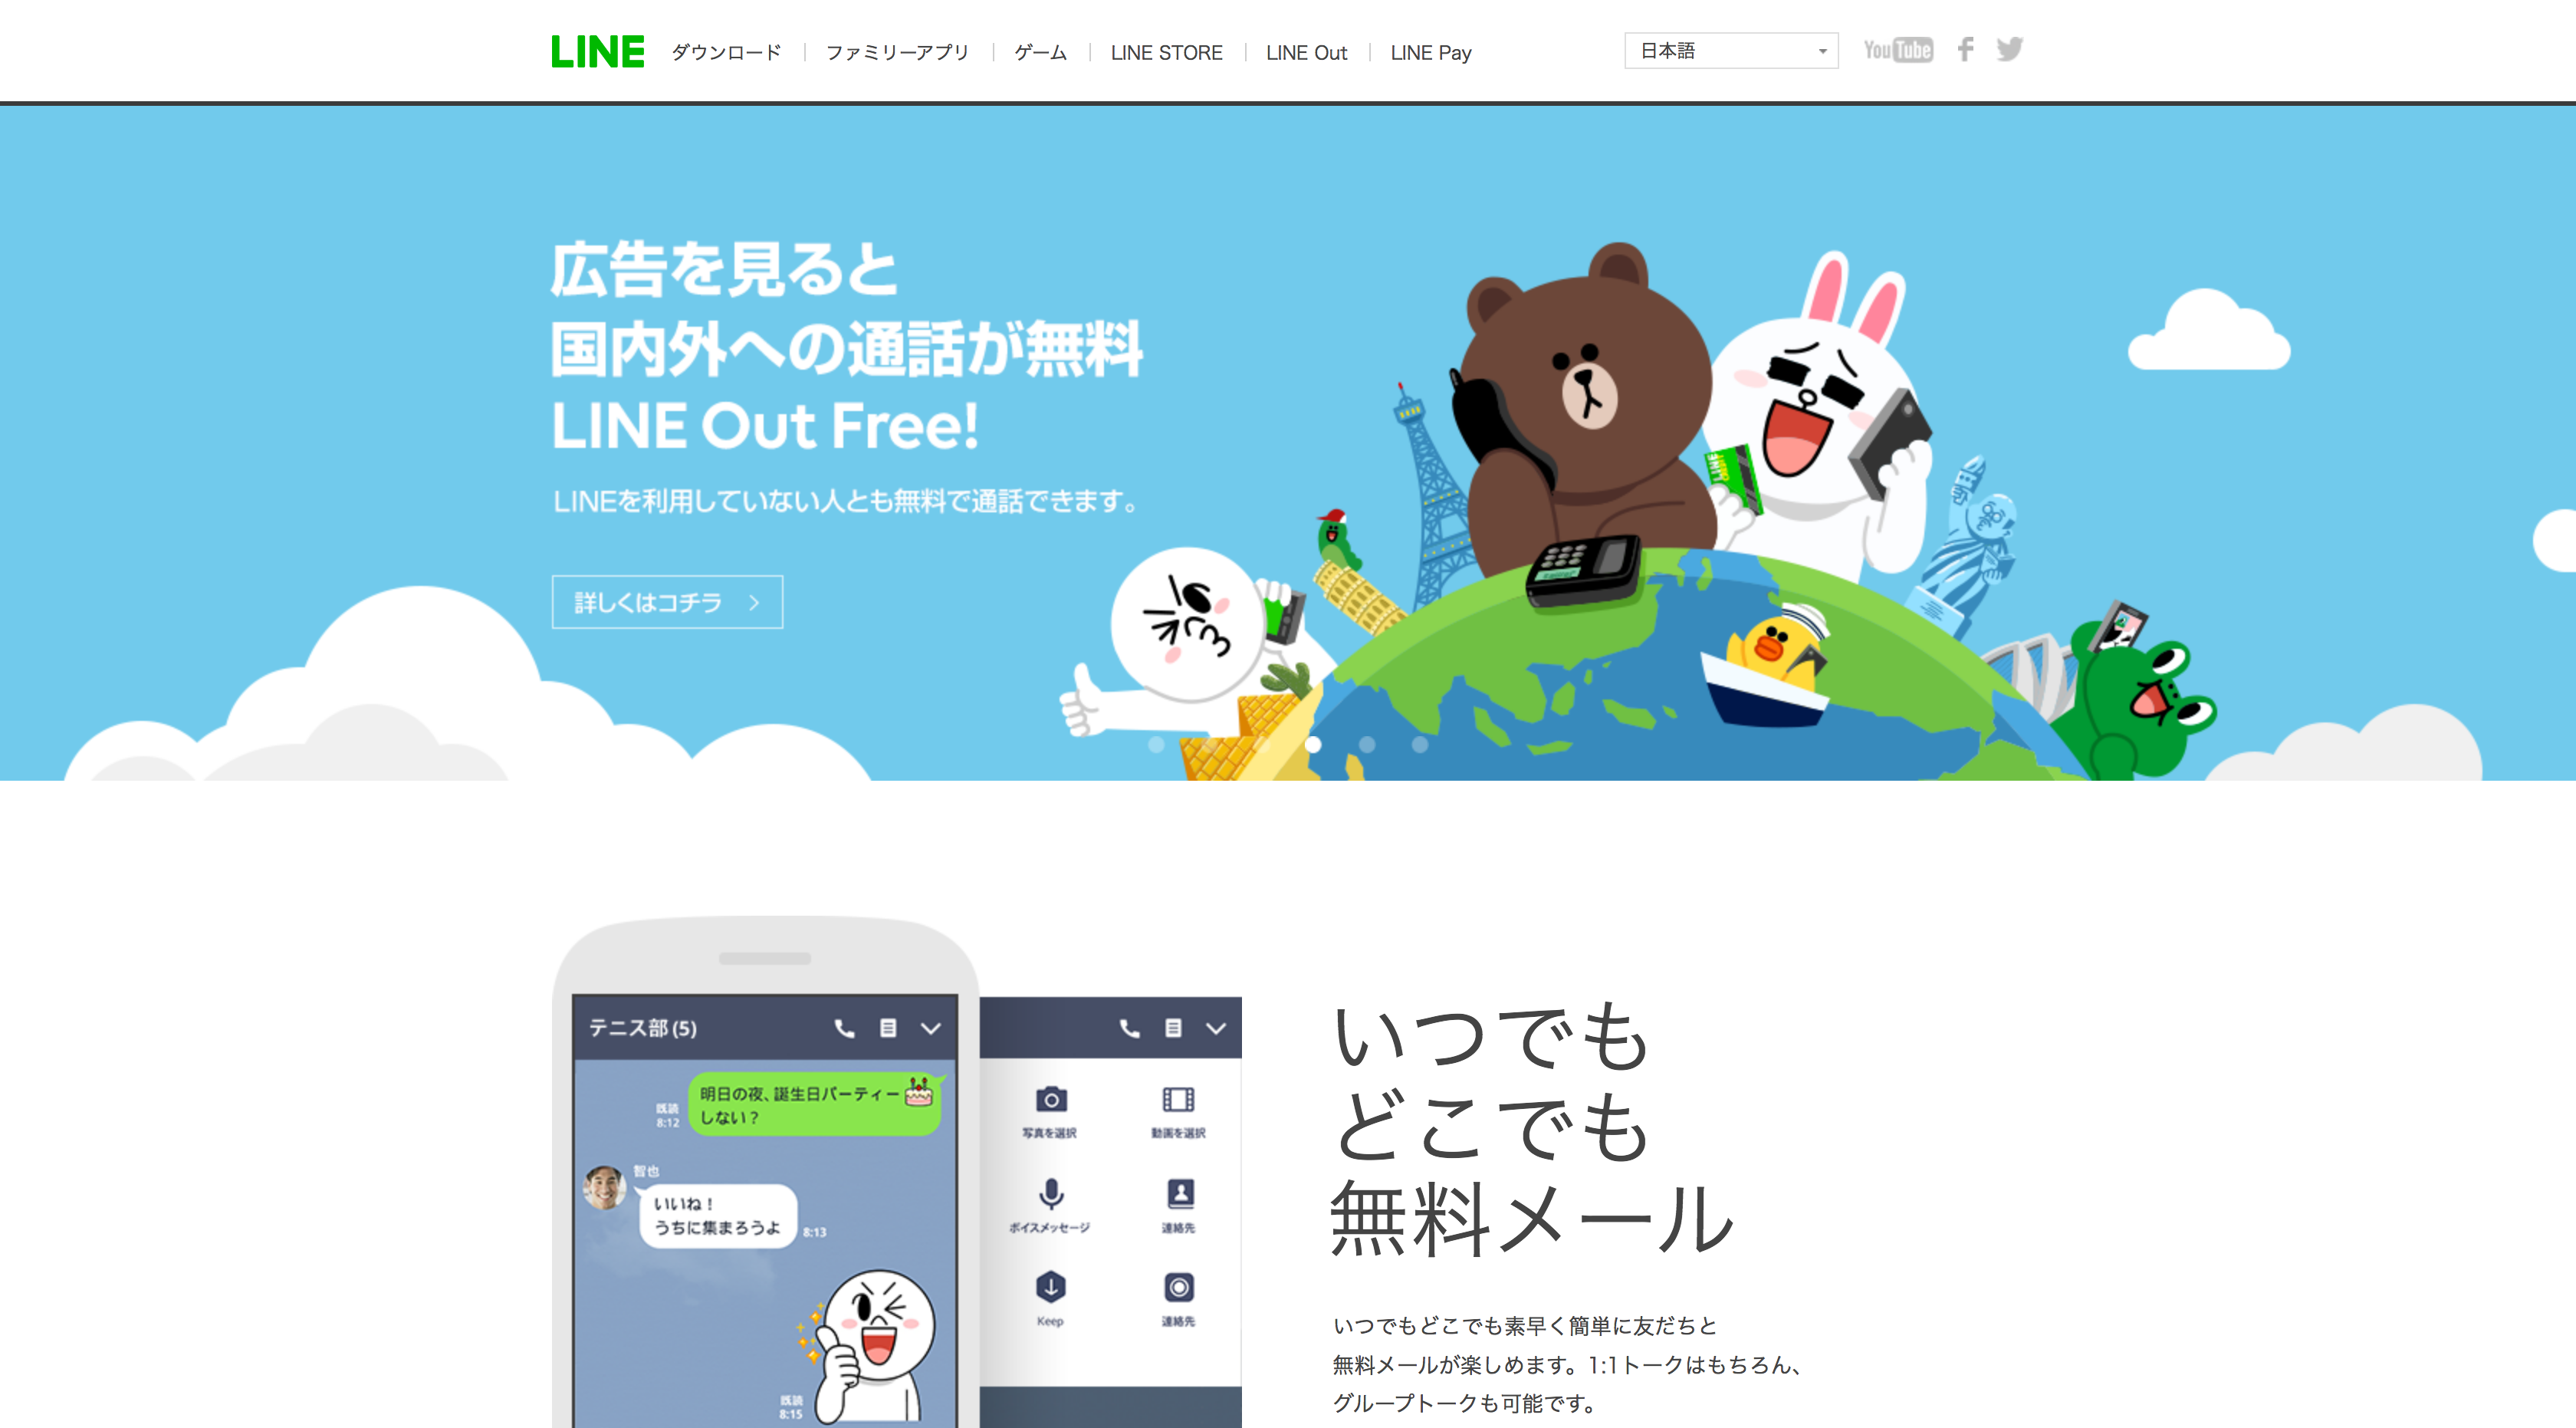 LINE
ダウンロード
ファミリーアプリ
ゲーム
LINE STORE
LINE Out
LINE Pay
日本語
YouTube
広告を見ると
国内外への通話が無料
LINE Out Free!
LINEを利用していない人とも無料で通話できます。
詳しくはコチラ
テニス部 (5)
明日の夜、誕生日パーティー
しない？
既読
8:12
智也
いいね！
うちに集まろうよ
8:13
既読
8:15
写真を選択
動画を選択
ボイスメッセージ
連絡先
Keep
連絡先
いつでも
どこでも
無料メール
いつでもどこでも素早く簡単に友だちと
無料メールが楽しめます。1:1トークはもちろん、
グループトークも可能です。